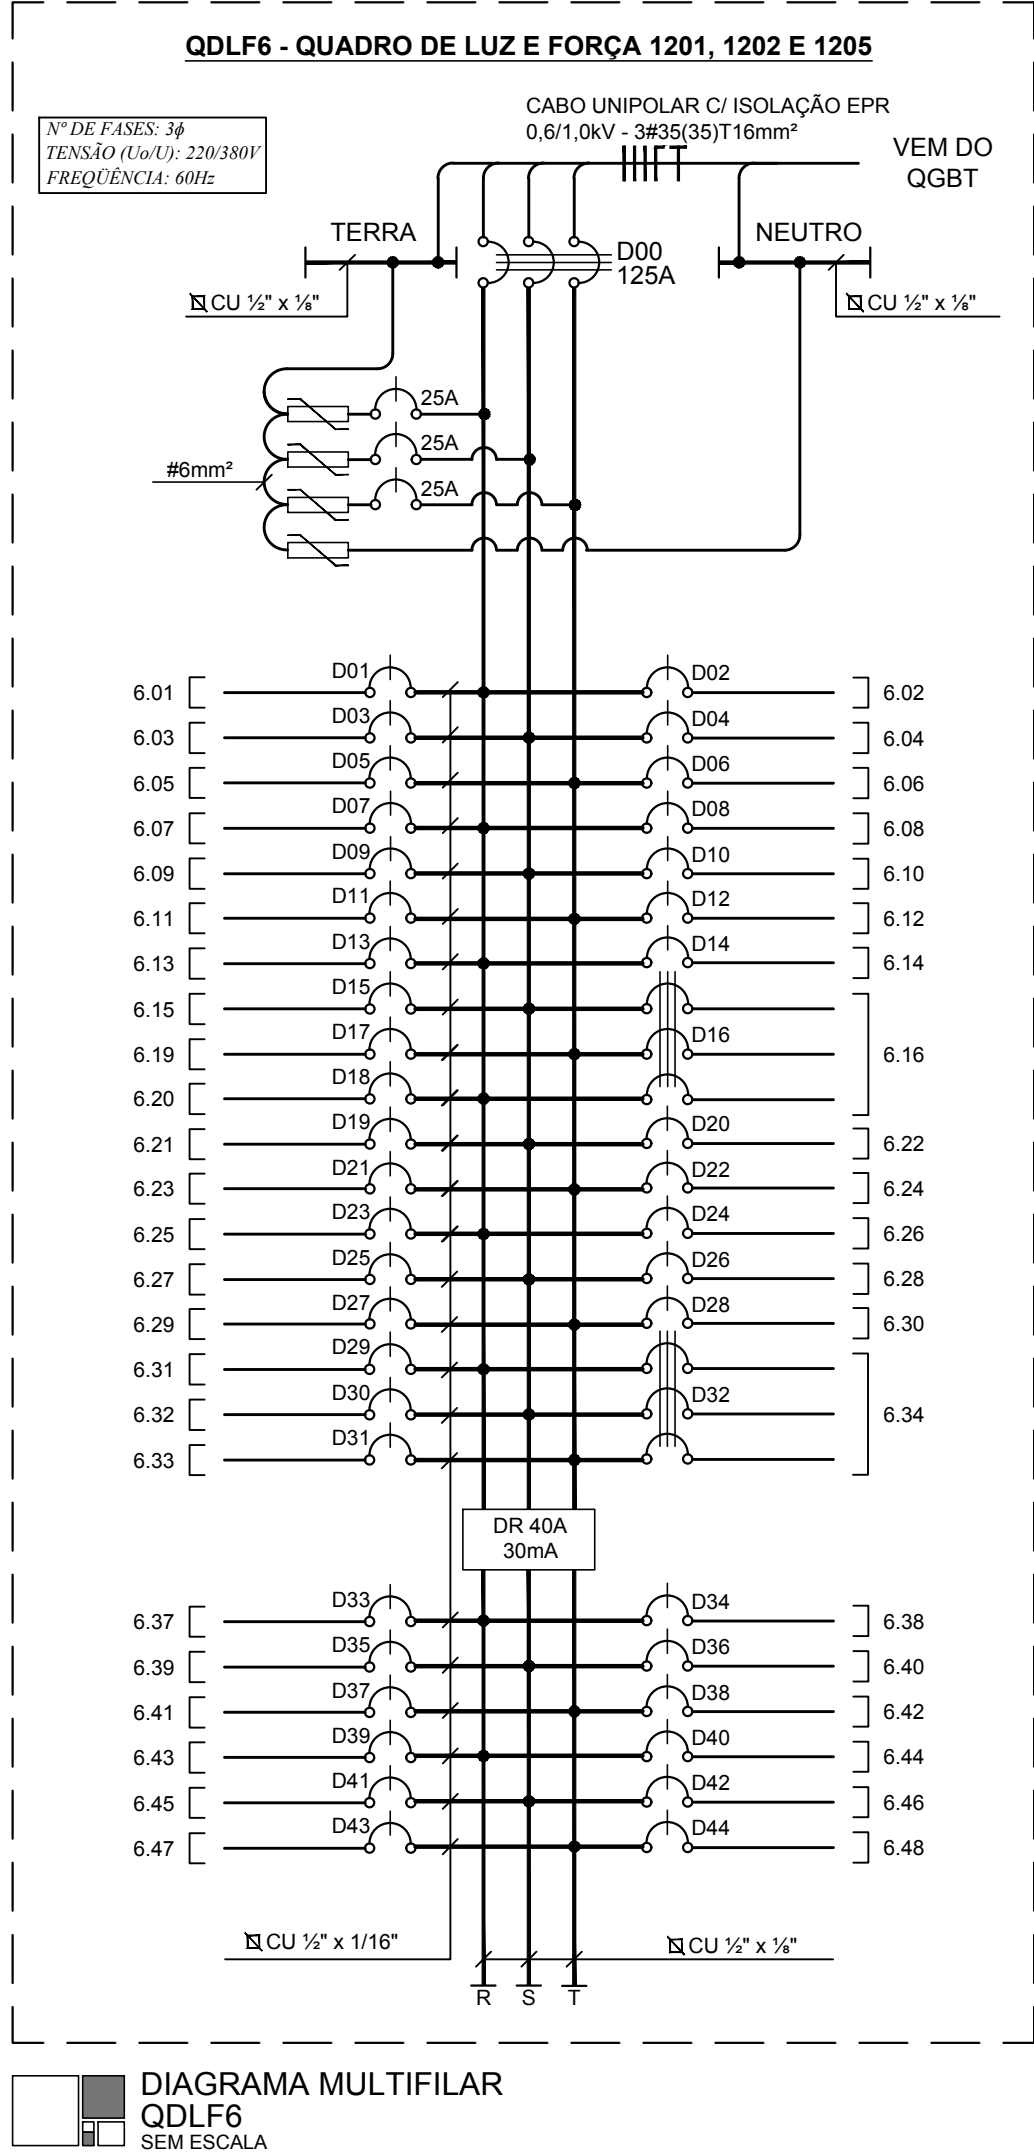 QDLF6 - QUADRO DE LUZ E FORÇA 1201, 1202 E 1205
Nº DE FASES: 3ϕ
TENSÃO (Uo/U): 220/380V
FREQÜÊNCIA: 60Hz
CABO UNIPOLAR C/ ISOLAÇÃO EPR
0,6/1,0kV - 3#35(35)T16mm²
VEM DO
QGBT
TERRA
NEUTRO
D00
125A
CU ½" x ⅛"
CU ½" x ⅛"
25A
25A
#6mm²
25A
6.01 D01 D02 6.02
6.03 D03 D04 6.04
6.05 D05 D06 6.06
6.07 D07 D08 6.08
6.09 D09 D10 6.10
6.11 D11 D12 6.12
6.13 D13 D14 6.14
6.15 D15
6.19 D17 D16 6.16
6.20 D18
6.21 D19 D20 6.22
6.23 D21 D22 6.24
6.25 D23 D24 6.26
6.27 D25 D26 6.28
6.29 D27 D28 6.30
6.31 D29
6.32 D30 D32 6.34
6.33 D31
DR 40A
30mA
6.37 D33 D34 6.38
6.39 D35 D36 6.40
6.41 D37 D38 6.42
6.43 D39 D40 6.44
6.45 D41 D42 6.46
6.47 D43 D44 6.48
CU ½" x 1/16"
CU ½" x ⅛"
R S T
DIAGRAMA MULTIFILAR
QDLF6
SEM ESCALA